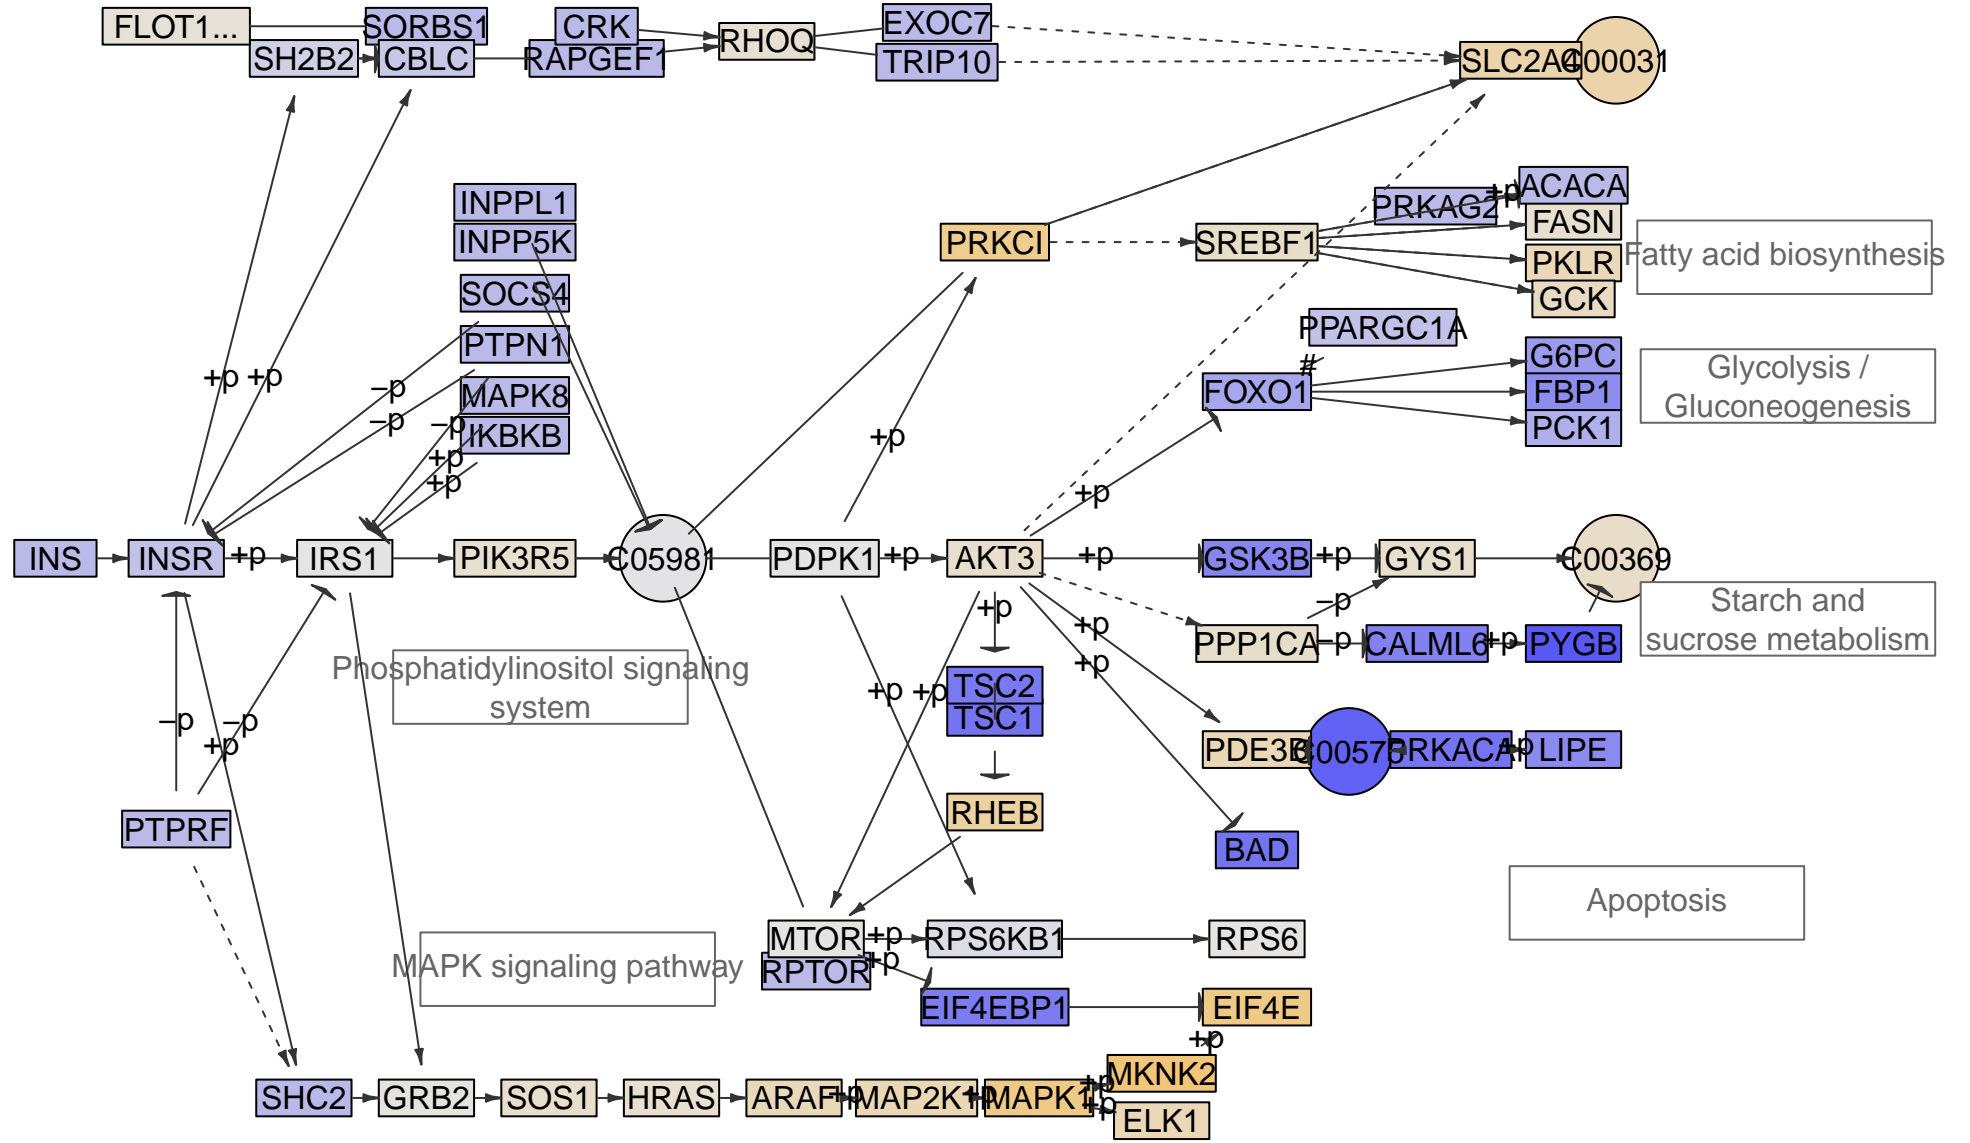 FLOT1...
SORBS1
CRK
EXOC7
SH2B2
CBLC
RAPGEF1
RHOQ
TRIP10
SLC2A4
C00031
INPPL1
INPP5K
SOCS4
PTPN1
MAPK8
IKBKB
PRKCI
SREBF1
PRKAG2
+p
ACACA
FASN
PKLR
GCK
Fatty acid biosynthesis
PPARGC1A
#
FOXO1
G6PC
FBP1
PCK1
Glycolysis /
Gluconeogenesis
+p
+p
–p
–p
–p
+p
+p
+p
+p
INS
INSR
+p
IRS1
PIK3R5
C05981
PDPK1
+p
AKT3
+p
GSK3B
+p
GYS1
C00369
Starch and
sucrose metabolism
–p
PPP1CA
–p
CALML6
+p
PYGB
+p
+p
+p
Phosphatidylinositol signaling
system
+p
+p
TSC2
TSC1
–p
–p
+p
PDE3B
C00575
PRKACA
+p
LIPE
PTPRF
RHEB
BAD
Apoptosis
MTOR
+p
RPS6KB1
RPS6
MAPK signaling pathway
RPTOR
+p
EIF4EBP1
EIF4E
+p
MKNK2
SHC2
GRB2
SOS1
HRAS
ARAF
+p
MAP2K1
+p
MAPK1
+p
+p
ELK1